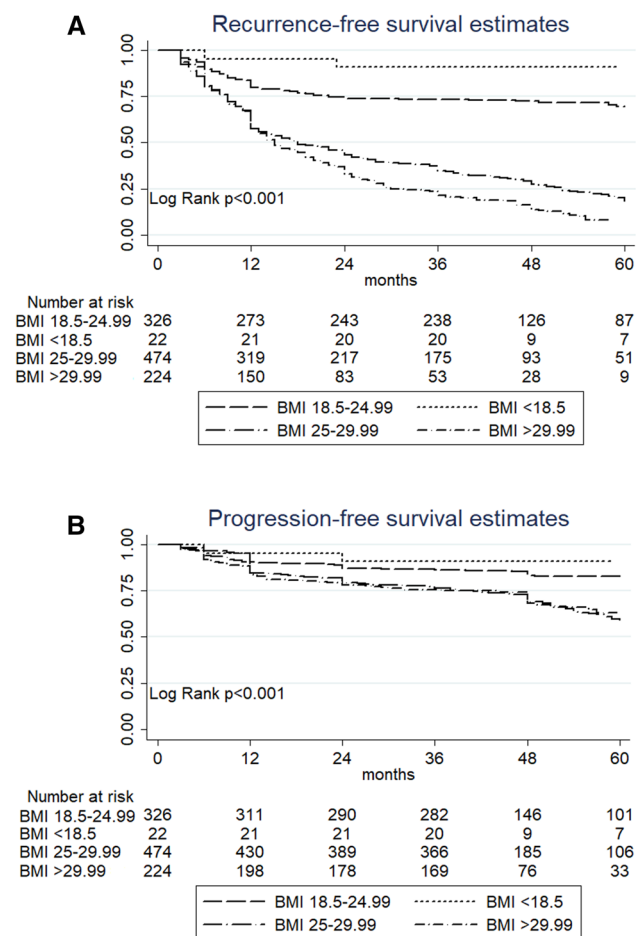 A
Recurrence-free survival estimates
1.00
0.75
0.50
0.25
0.00
Log Rank p<0.001
0 12 24 36 48 60
months
Number at risk
BMI 18.5-24.99 326 273 243 238 126 87
BMI <18.5 22 21 20 20 9 7
BMI 25-29.99 474 319 217 175 93 51
BMI >29.99 224 150 83 53 28 9
BMI 18.5-24.99 BMI <18.5
BMI 25-29.99 BMI >29.99
B
Progression-free survival estimates
1.00
0.75
0.50
0.25
0.00
Log Rank p<0.001
0 12 24 36 48 60
months
Number at risk
BMI 18.5-24.99 326 311 290 282 146 101
BMI <18.5 22 21 21 20 9 7
BMI 25-29.99 474 430 389 366 185 106
BMI >29.99 224 198 178 169 76 33
BMI 18.5-24.99 BMI <18.5
BMI 25-29.99 BMI >29.99